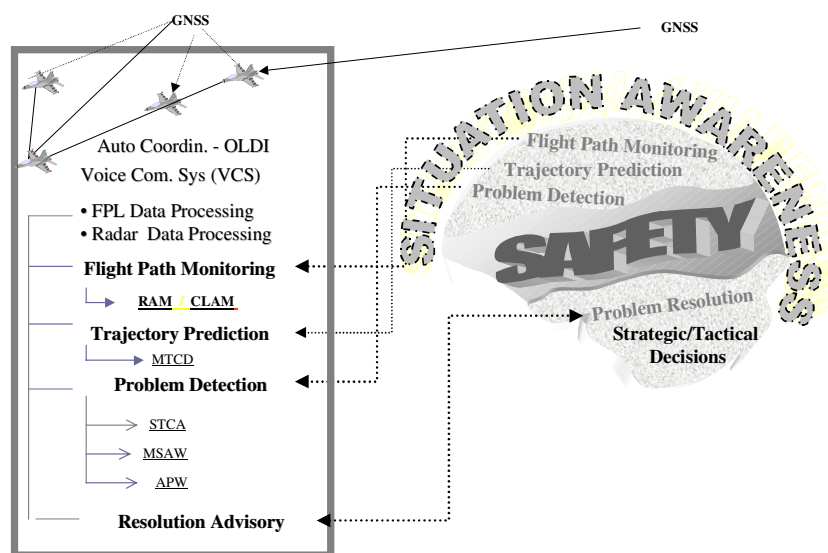 GNSS
GNSS
Auto Coordin. - OLDI
Voice Com. Sys (VCS)
• FPL Data Processing
• Radar Data Processing
Flight Path Monitoring
RAM / CLAM
Trajectory Prediction
MTCD
Problem Detection
STCA
MSAW
APW
Resolution Advisory
SITUATION AWARENESS
Flight Path Monitoring
Trajectory Prediction
Problem Detection
SAFETY
Problem Resolution
Strategic/Tactical
Decisions